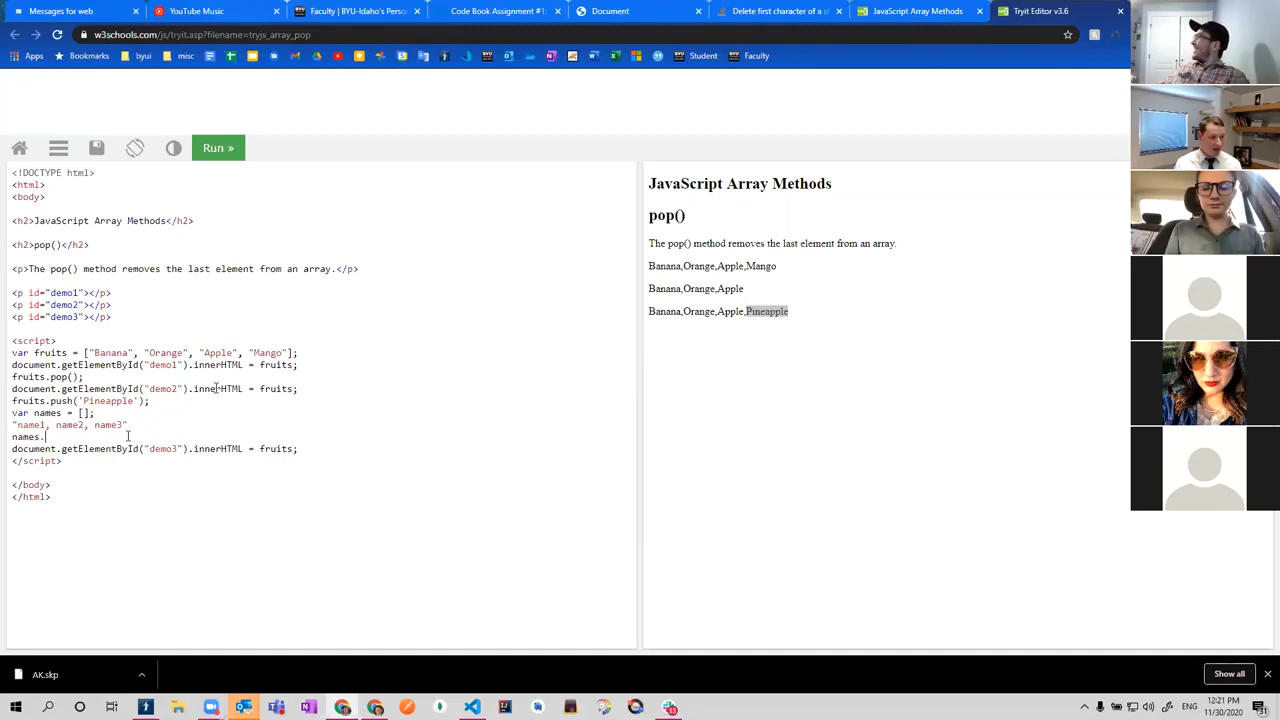 Messages for web
YouTube Music
Faculty | BYU-Idaho's Perso
Code Book Assignment #1
Document
Delete first character of a st
JavaScript Array Methods
Tryit Editor v3.6
w3schools.com/js/tryit.asp?filename=tryjs_array_pop
Apps
Bookmarks
byui
misc
Student
Faculty
Run »
<!DOCTYPE html>
<html>
<body>
<h2>JavaScript Array Methods</h2>
<h2>pop()</h2>
<p>The pop() method removes the last element from an array.</p>
<p id="demo1"></p>
<p id="demo2"></p>
<p id="demo3"></p>
<script>
var fruits = ["Banana", "Orange", "Apple", "Mango"];
document.getElementById("demo1").innerHTML = fruits;
fruits.pop();
document.getElementById("demo2").innerHTML = fruits;
fruits.push('Pineapple');
var names = [];
"name1, name2, name3"
names.
document.getElementById("demo3").innerHTML = fruits;
</script>
</body>
</html>
JavaScript Array Methods
pop()
The pop() method removes the last element from an array.
Banana,Orange,Apple,Mango
Banana,Orange,Apple
Banana,Orange,Apple,Pineapple
AK.skp
Show all
ENG
12:21 PM
11/30/2020